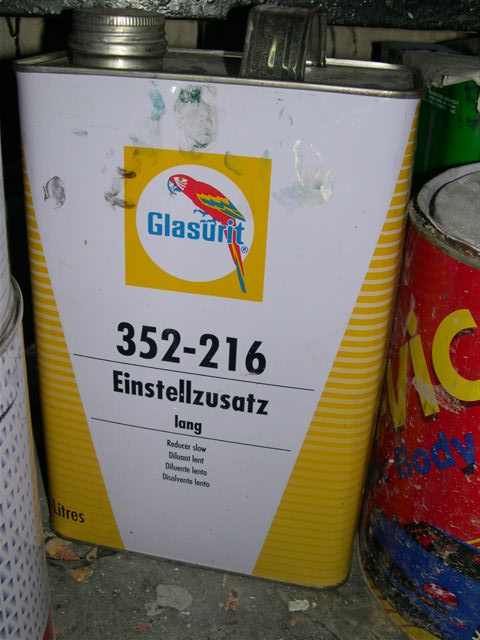 Glasurit®
352-216
Einstellzusatz
lang
Reducer slow
Diluant lent
Diluente lento
Disolvente lento
Litres
Body